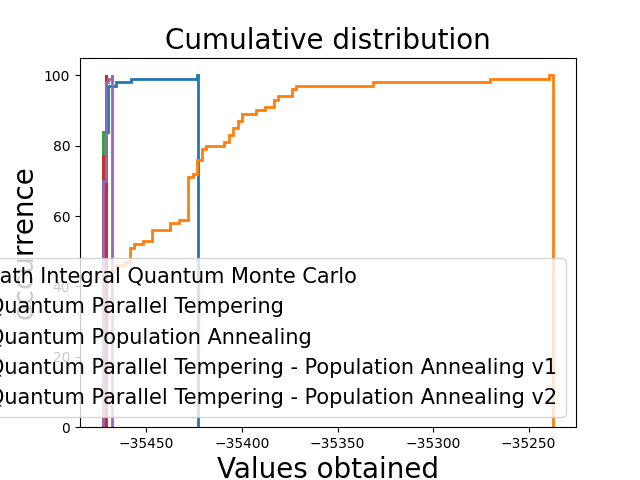 Cumulative distribution
100
80
60
40
20
0
occurrence
ath Integral Quantum Monte Carlo
Quantum Parallel Tempering
Quantum Population Annealing
Quantum Parallel Tempering - Population Annealing v1
Quantum Parallel Tempering - Population Annealing v2
−35450
−35400
−35350
−35300
−35250
Values obtained